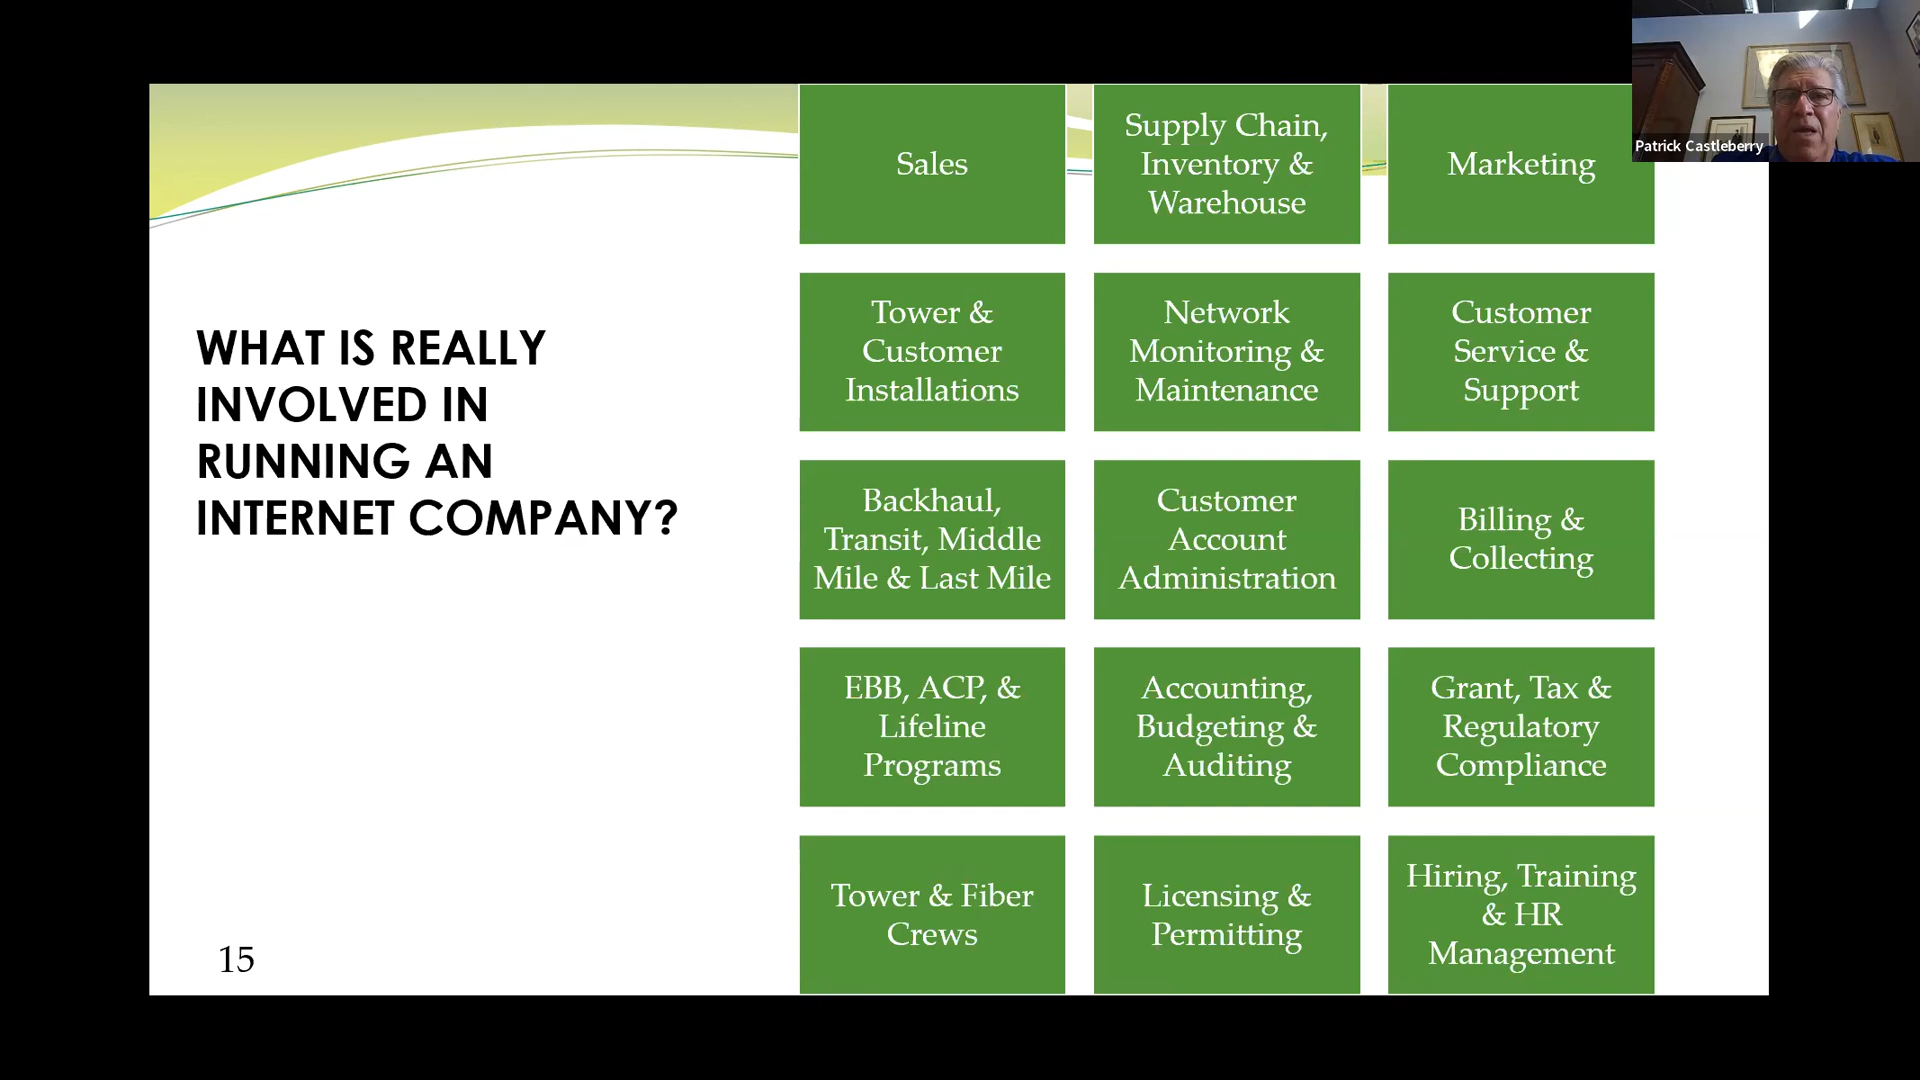 Patrick Castleberry
WHAT IS REALLY
INVOLVED IN
RUNNING AN
INTERNET COMPANY?
Sales
Supply Chain,
Inventory &
Warehouse
Marketing
Tower &
Customer
Installations
Network
Monitoring &
Maintenance
Customer
Service &
Support
Backhaul,
Transit, Middle
Mile & Last Mile
Customer
Account
Administration
Billing &
Collecting
EBB, ACP, &
Lifeline
Programs
Accounting,
Budgeting &
Auditing
Grant, Tax &
Regulatory
Compliance
Tower & Fiber
Crews
Licensing &
Permitting
Hiring, Training
& HR
Management
15